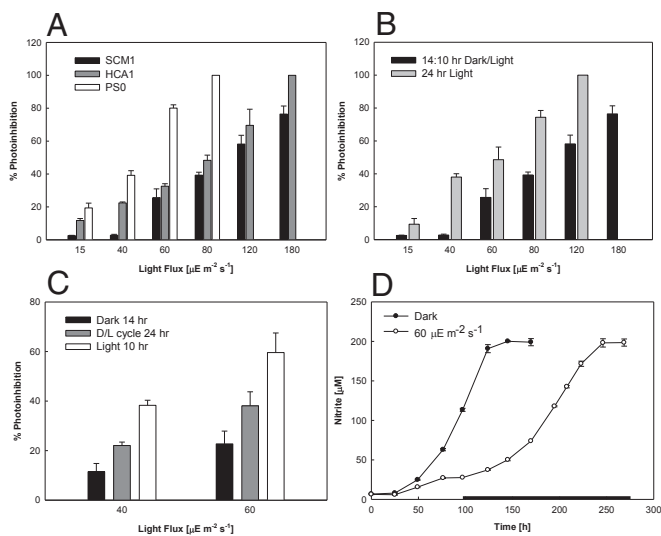 A
SCM1
HCA1
PS0
120
100
80
60
40
20
0
% Photoinhibition
15 40 60 80 120 180
Light Flux [µE m-2 s-1]
B
14:10 hr Dark/Light
24 hr Light
120
100
80
60
40
20
0
% Photoinhibition
15 40 60 80 120 180
Light Flux [µE m-2 s-1]
C
Dark 14 hr
D/L cycle 24 hr
Light 10 hr
80
60
40
20
0
% Photoinhibition
40 60
Light Flux [µE m-2 s-1]
D
Dark
60 µE m-2 s-1
250
200
150
100
50
0
Nitrite [µM]
0 50 100 150 200 250 300
Time [h]